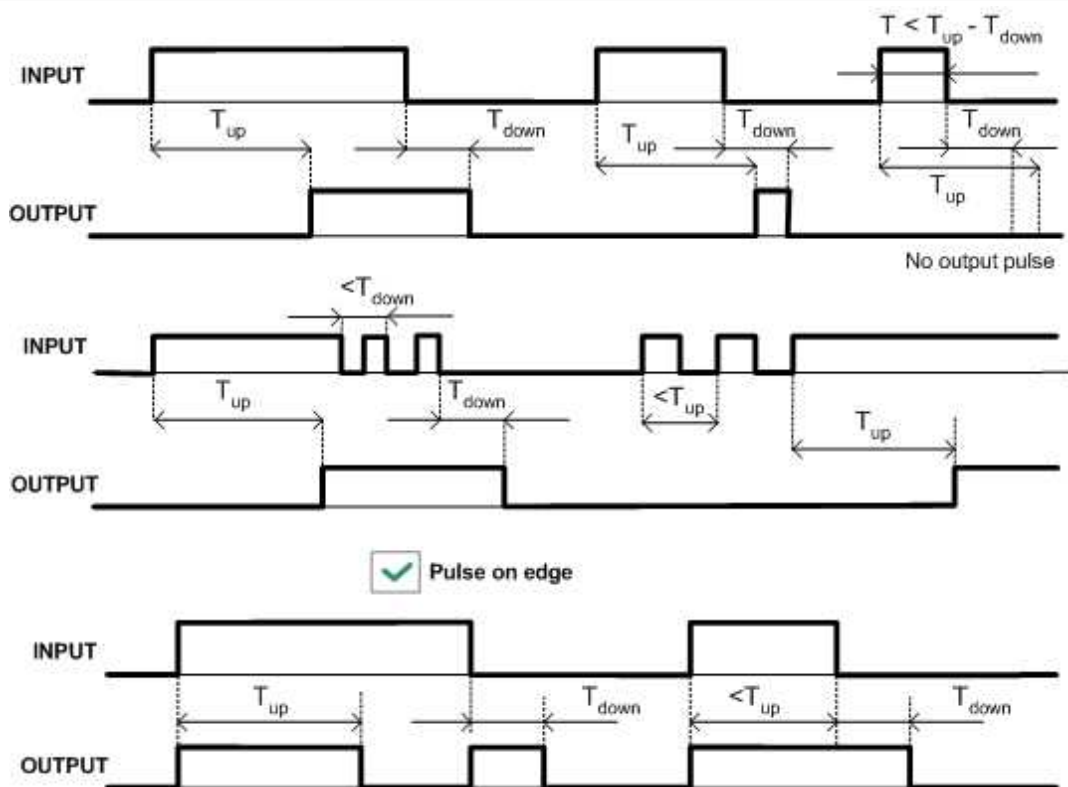 T < Tup - Tdown
INPUT
Tup
Tdown
Tup
Tdown
Tdown
Tup
OUTPUT
No output pulse
<Tdown
INPUT
Tup
Tdown
<Tup
Tup
OUTPUT
Pulse on edge
INPUT
Tup
Tdown
<Tup
Tdown
OUTPUT